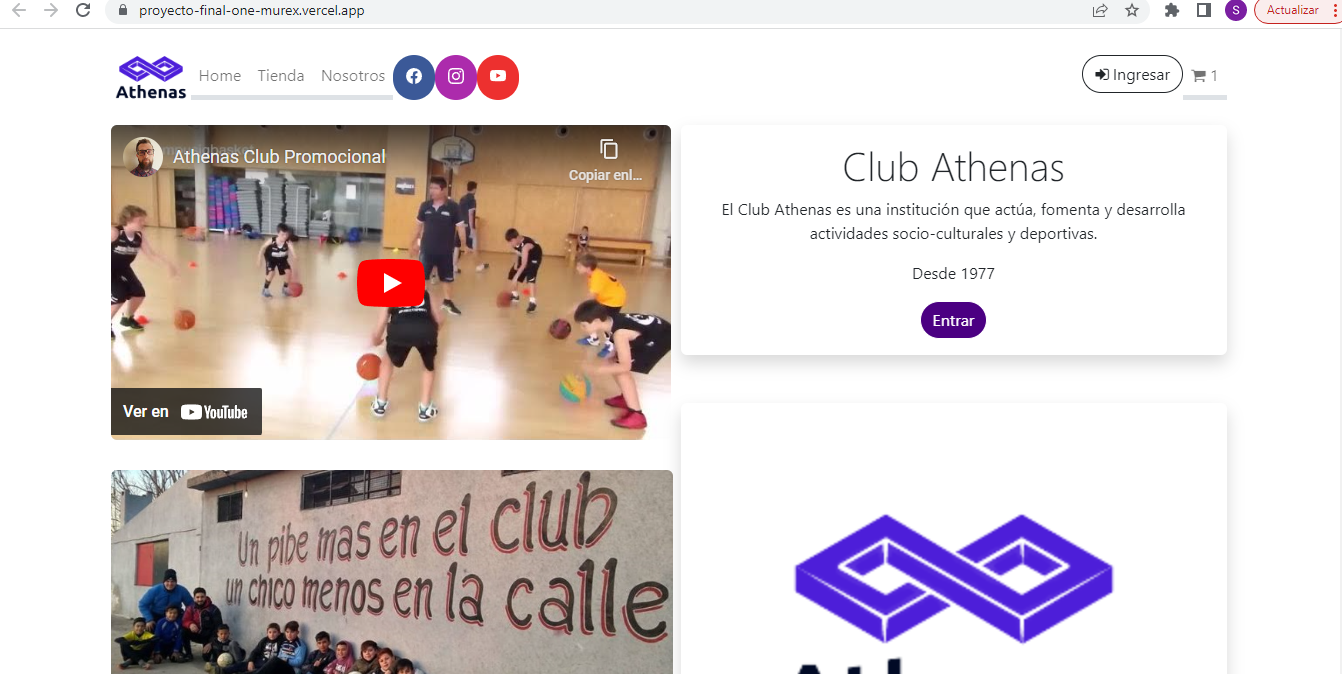 proyecto-final-one-murex.vercel.app
S
Actualizar
Athenas
Home
Tienda
Nosotros
Ingresar
1
Athenas Club Promocional
Copiar enl...
Ver en YouTube
Club Athenas
El Club Athenas es una institución que actúa, fomenta y desarrolla
actividades socio-culturales y deportivas.
Desde 1977
Entrar
Un pibe mas en el club
un chico menos en la calle